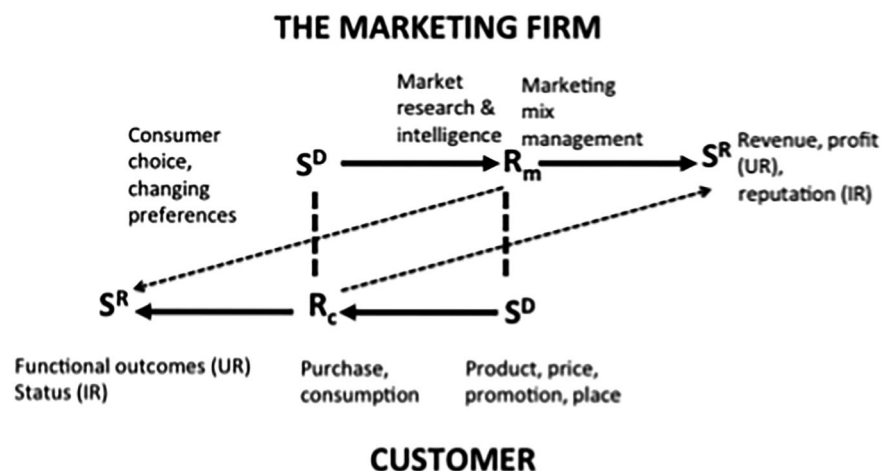 THE MARKETING FIRM
Market
research &
intelligence
Marketing
mix
management
Consumer
choice,
changing
preferences
S^D
R_m
S^R
Revenue, profit
(UR),
reputation (IR)
S^R
R_c
S^D
Functional outcomes (UR)
Status (IR)
Purchase,
consumption
Product, price,
promotion, place
CUSTOMER